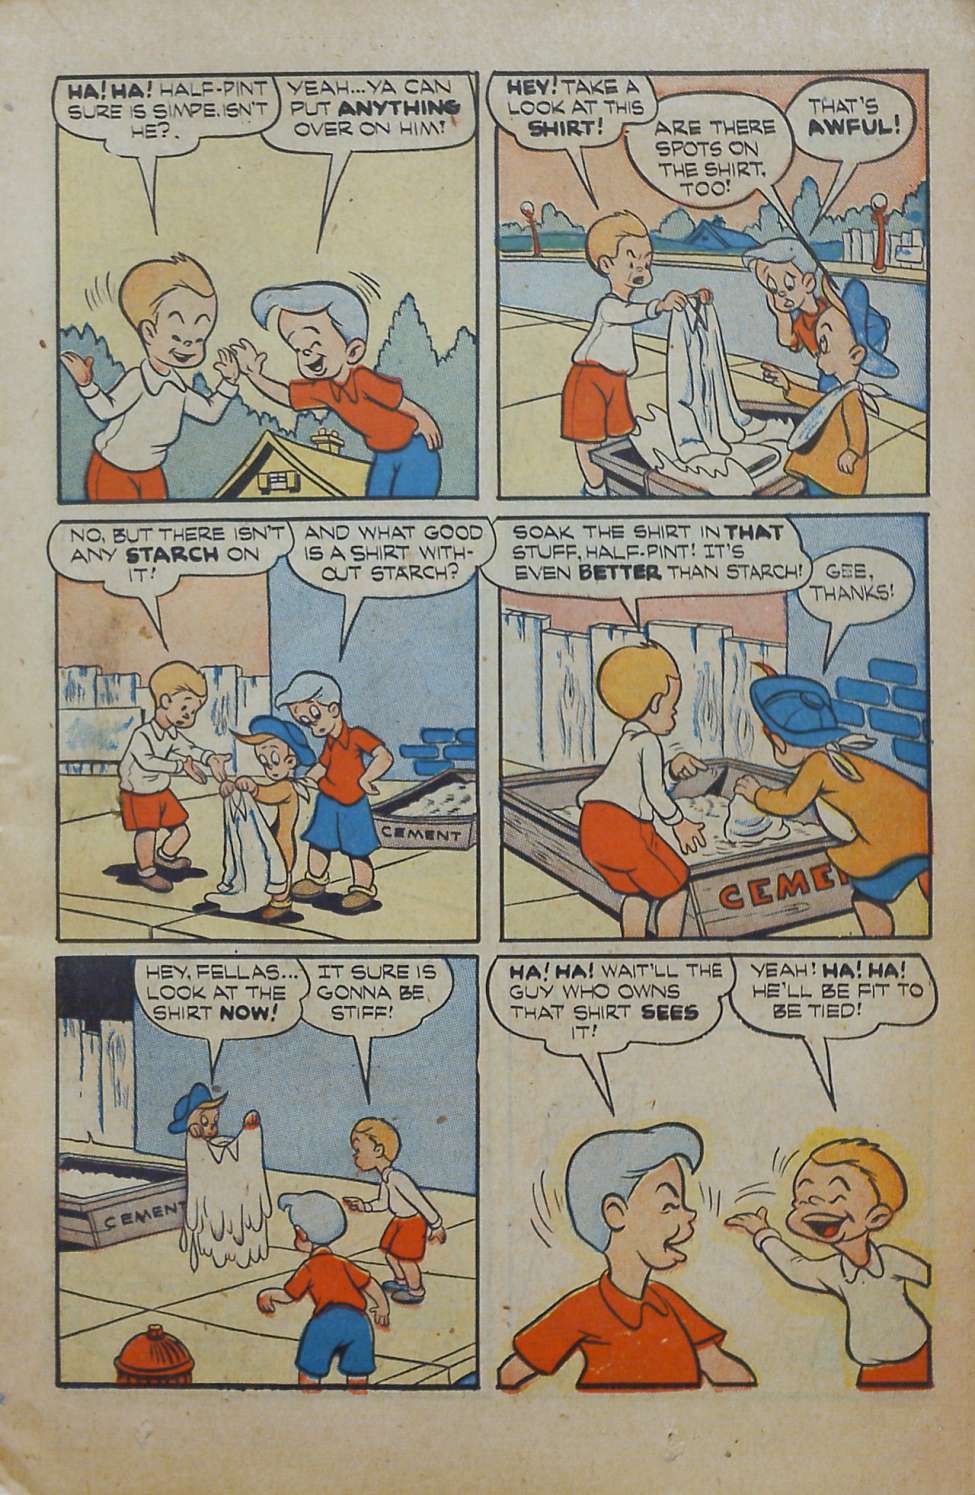 HA! HA! HALF-PINT
SURE IS SIMPE, ISN'T
HE?.
YEAH...YA CAN
PUT ANYTHING
OVER ON HIM!
HEY! TAKE A
LOOK AT THIS
SHIRT!
ARE THERE
SPOTS ON
THE SHIRT,
TOO!
THAT'S
AWFUL!
NO, BUT THERE ISN'T
ANY STARCH ON
IT!
AND WHAT GOOD
IS A SHIRT WITH-
OUT STARCH?
CEMENT
SOAK THE SHIRT IN THAT
STUFF, HALF-PINT! IT'S
EVEN BETTER THAN STARCH!
GEE,
THANKS!
CEMEN
HEY, FELLAS...
LOOK AT THE
SHIRT NOW!
IT SURE IS
GONNA BE
STIFF!
CEMENT
HA! HA! WAIT'LL THE
GUY WHO OWNS
THAT SHIRT SEES
IT!
YEAH! HA! HA!
HE'LL BE FIT TO
BE TIED!